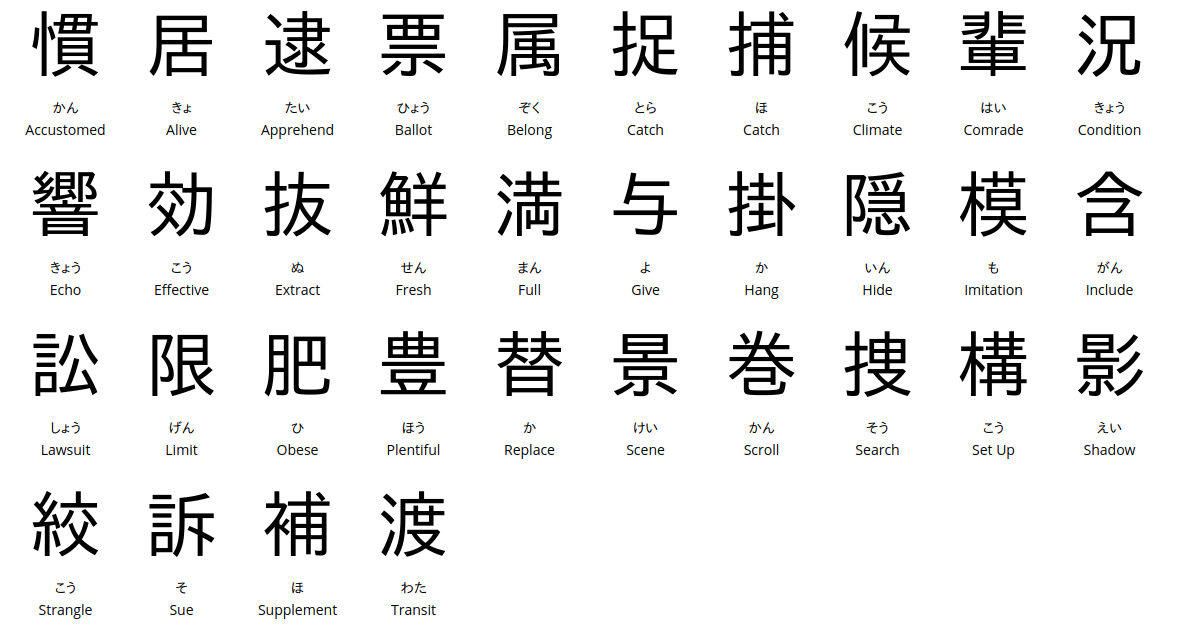 慣 居 逮 票 属 捉 捕 候 輩 況
かん きょ たい ひょう ぞく とら ほ こう はい きょう
Accustomed Alive Apprehend Ballot Belong Catch Catch Climate Comrade Condition
響 効 抜 鮮 満 与 掛 隠 模 含
きょう こう ぬ せん まん よ か いん も がん
Echo Effective Extract Fresh Full Give Hang Hide Imitation Include
訟 限 肥 豊 替 景 巻 捜 構 影
しょう げん ひ ほう か けい かん そう こう えい
Lawsuit Limit Obese Plentiful Replace Scene Scroll Search Set Up Shadow
絞 訴 補 渡
こう そ ほ わた
Strangle Sue Supplement Transit